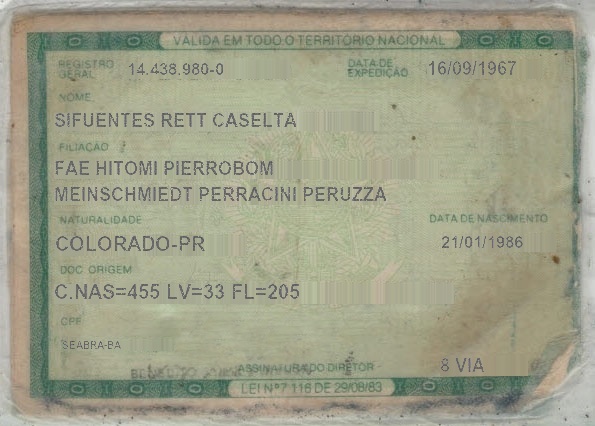 VÁLIDA EM TODO O TERRITÓRIO NACIONAL
REGISTRO GERAL 14.438.980-0 DATA DE EXPEDIÇÃO 16/09/1967
NOME
SIFUENTES RETT CASELTA
FILIAÇÃO
FAE HITOMI PIERROBOM
MEINSCHMIEDT PERRACINI PERUZZA
NATURALIDADE DATA DE NASCIMENTO
COLORADO-PR 21/01/1986
DOC ORIGEM
C.NAS=455 LV=33 FL=205
CPF
SEABRA-BA
ASSINATURA DO DIRETOR 8 VIA
LEI Nº 7.116 DE 29/08/83